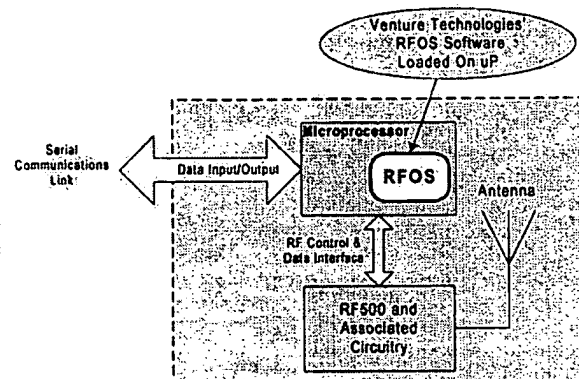 Venture Technologies'
RFOS Software
Loaded On uP
Microprocessor
Serial
Communications
Link
Data Input/Output
RFOS
Antenna
RF Control &
Data Interface
RF500 and
Associated
Circuitry